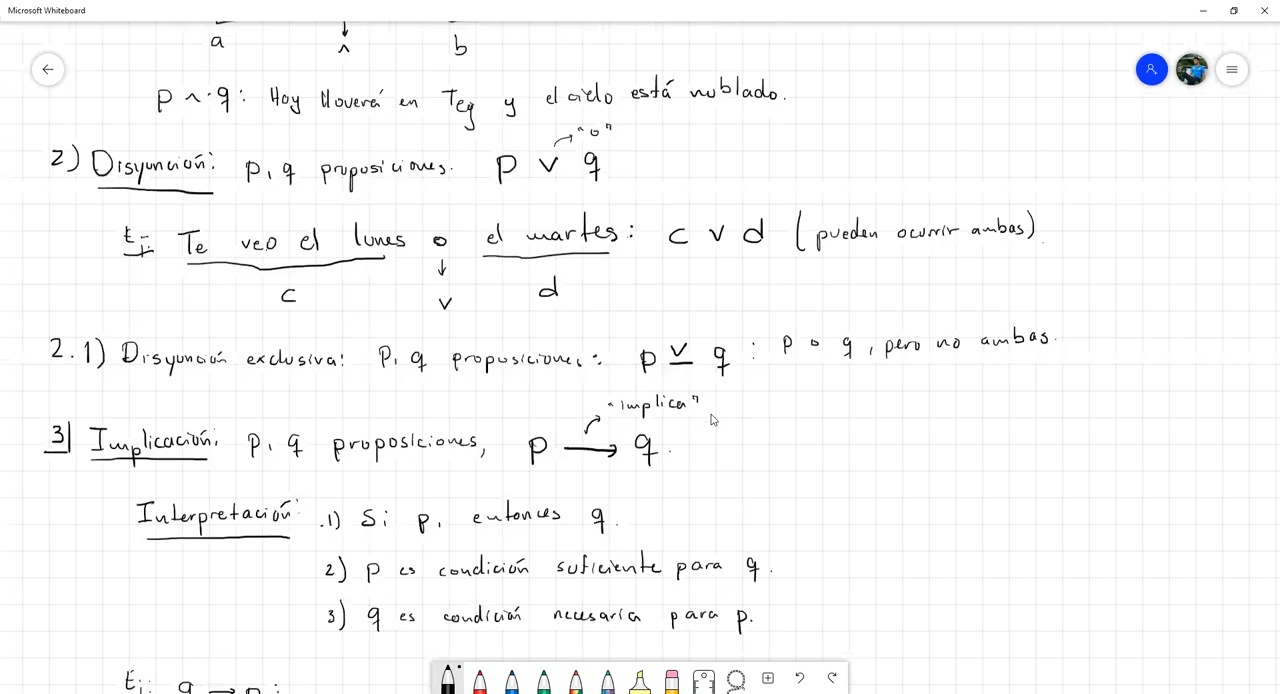 Microsoft Whiteboard
a ∧ b
p ∧ q: Hoy lloverá en Teg y el cielo está nublado.
"o"
2) Disyunción: p, q proposiciones. p ∨ q
Ej: Te veo el lunes o el martes: c ∨ d (pueden ocurrir ambas).
c ∨ d
2.1) Disyunción exclusiva: p, q proposiciones: p ⊻ q : p o q, pero no ambas.
"implica"
3) Implicación: p, q proposiciones, p → q.
Interpretación: 1) Si p, entonces q.
2) p es condición suficiente para q.
3) q es condición necesaria para p.
Ej: q → p: